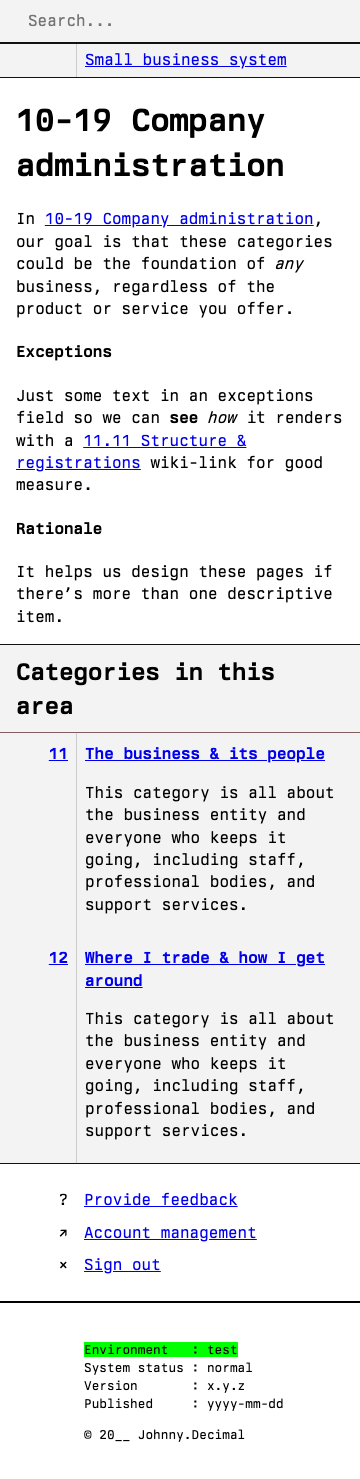 Search...
Small business system
10-19 Company
administration
In 10-19 Company administration,
our goal is that these categories
could be the foundation of any
business, regardless of the
product or service you offer.
Exceptions
Just some text in an exceptions
field so we can see how it renders
with a 11.11 Structure &
registrations wiki-link for good
measure.
Rationale
It helps us design these pages if
there’s more than one descriptive
item.
Categories in this
area
11 The business & its people
This category is all about
the business entity and
everyone who keeps it
going, including staff,
professional bodies, and
support services.
12 Where I trade & how I get
around
This category is all about
the business entity and
everyone who keeps it
going, including staff,
professional bodies, and
support services.
? Provide feedback
↗ Account management
× Sign out
Environment : test
System status : normal
Version : x.y.z
Published : yyyy-mm-dd
© 20__ Johnny.Decimal